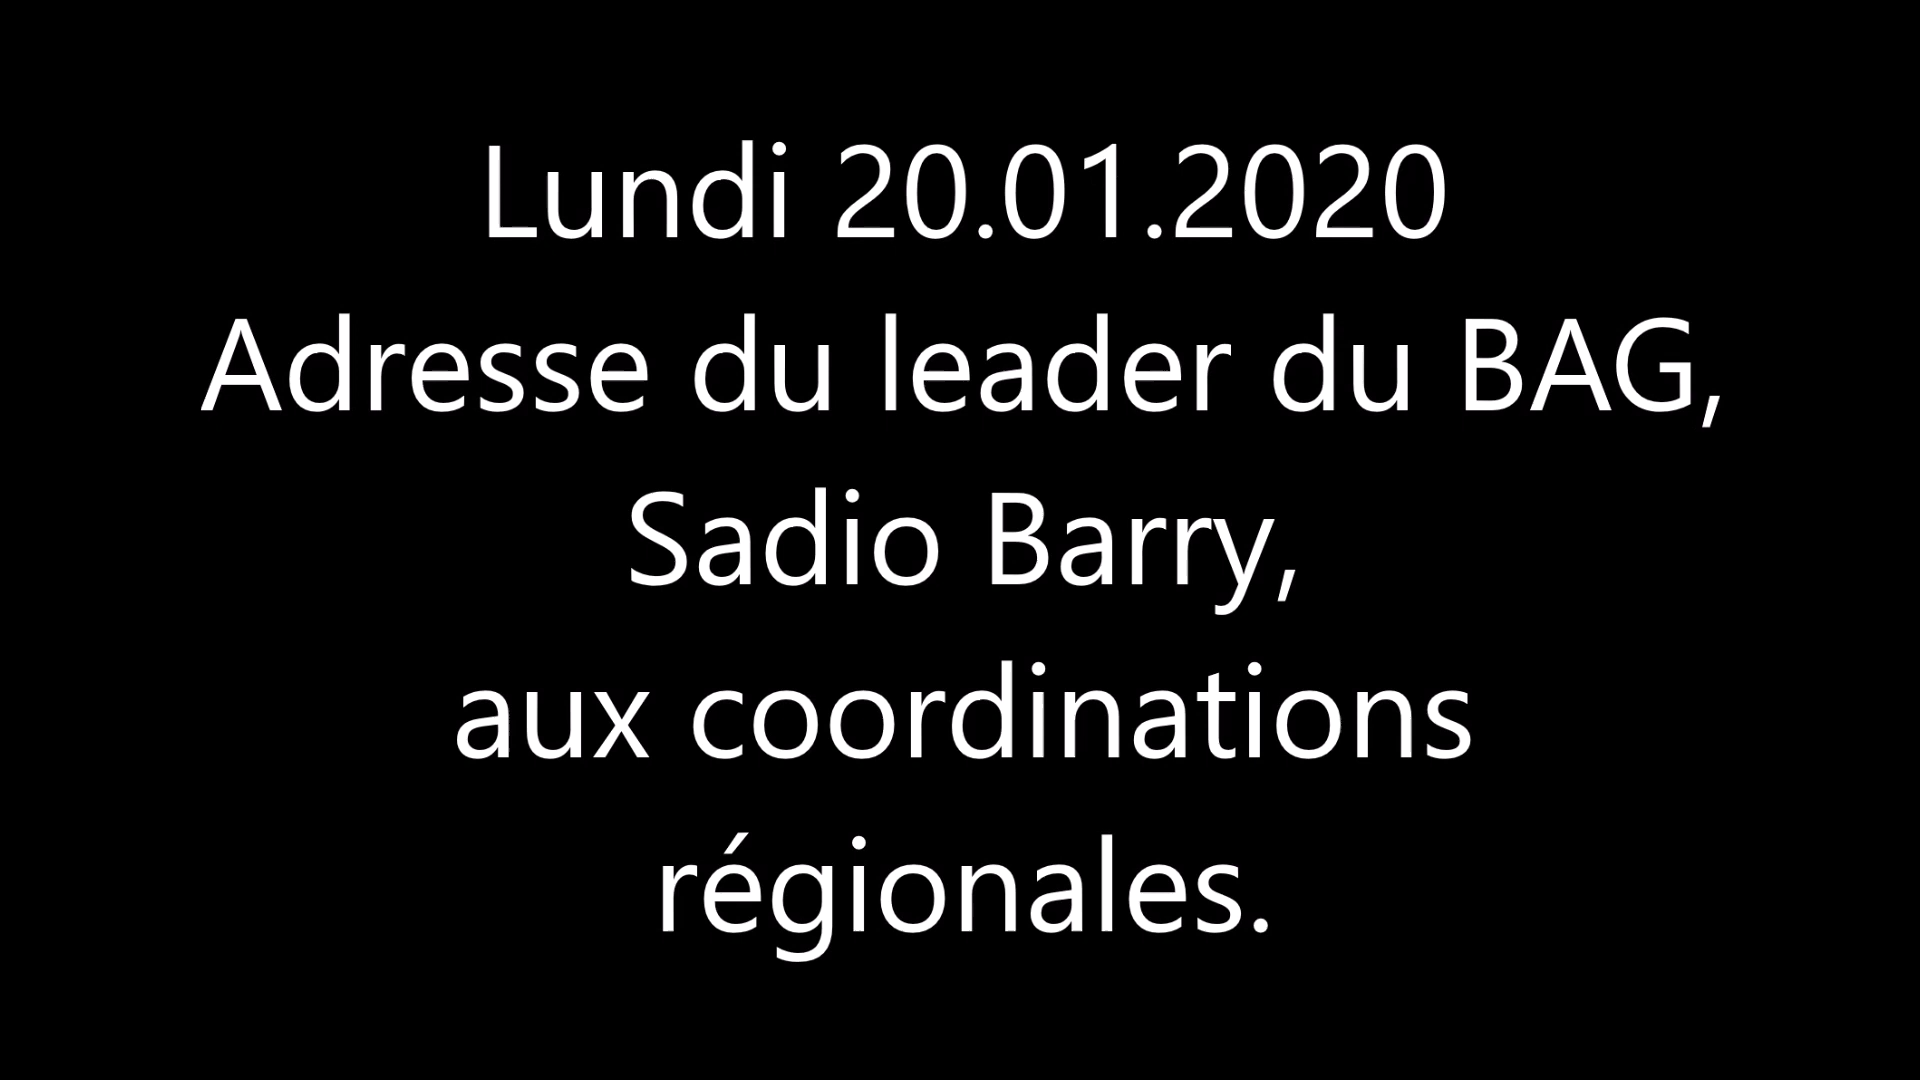 Lundi 20.01.2020
Adresse du leader du BAG,
Sadio Barry,
aux coordinations
régionales.